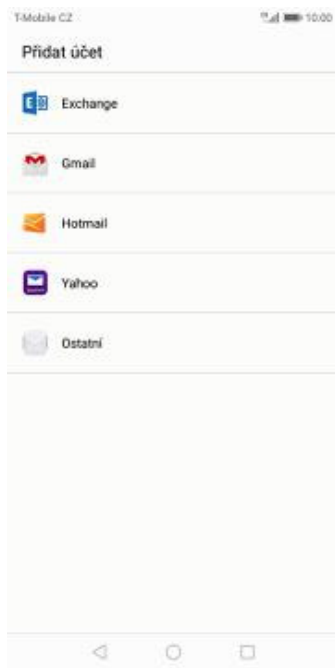 T-Mobile CZ 10:00
Přidat účet
Exchange
Gmail
Hotmail
Yahoo
Ostatní